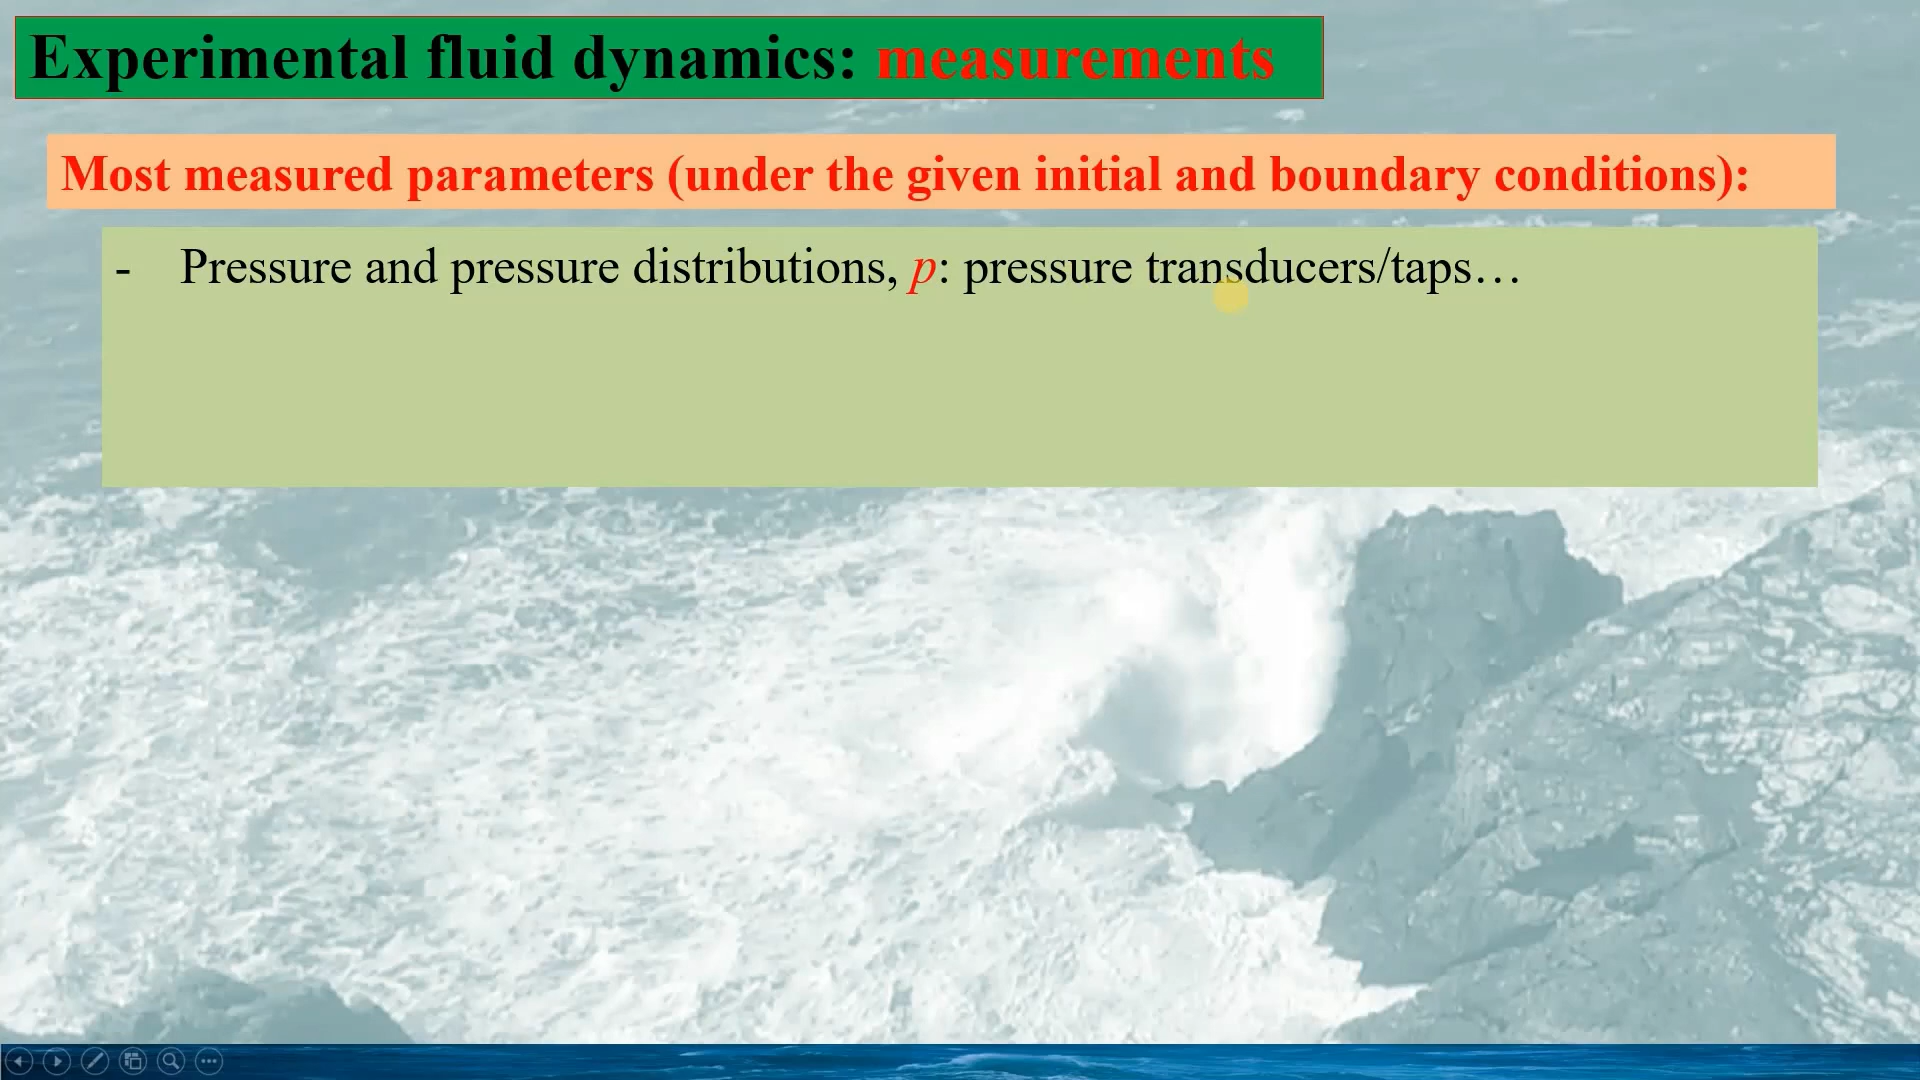 Experimental fluid dynamics: measurements
Most measured parameters (under the given initial and boundary conditions):
- Pressure and pressure distributions, p: pressure transducers/taps…